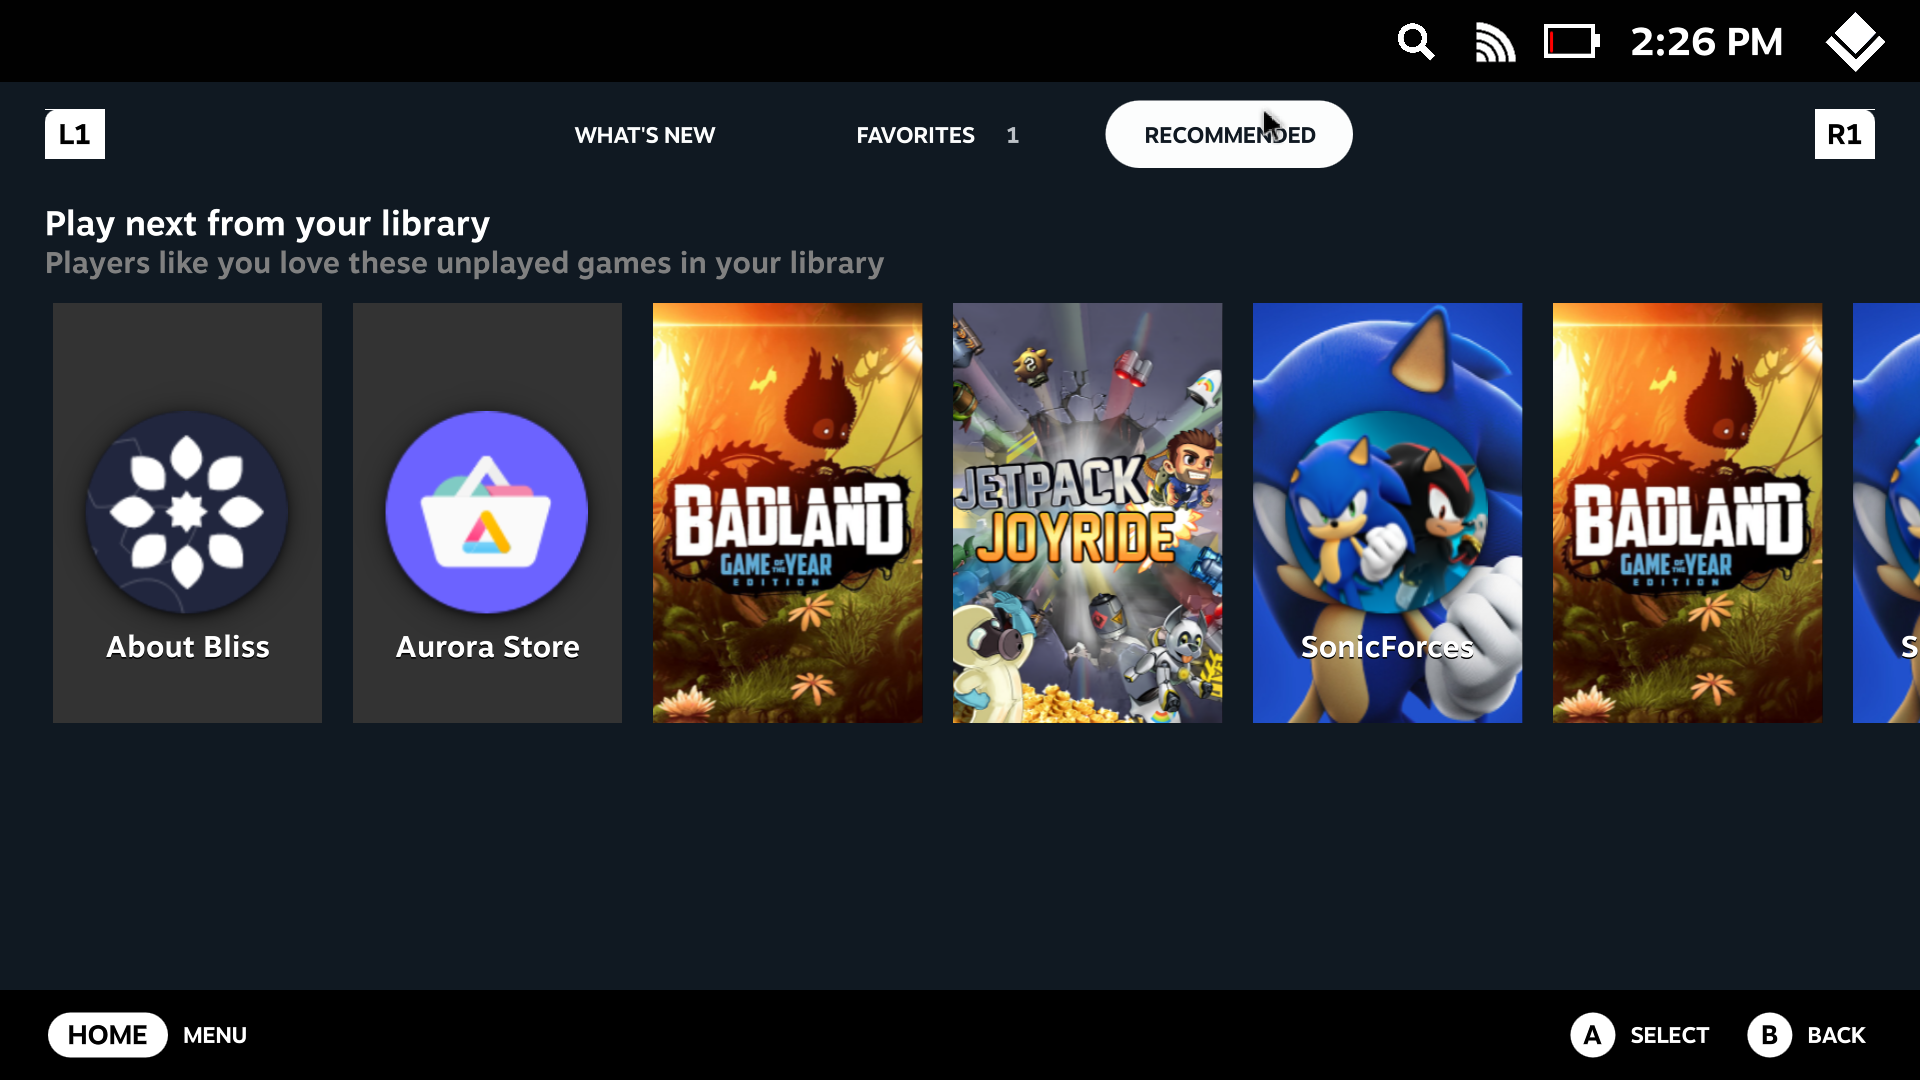 2:26 PM
L1
WHAT'S NEW
FAVORITES 1
RECOMMENDED
R1
Play next from your library
Players like you love these unplayed games in your library
About Bliss
Aurora Store
BADLAND
GAME OF THE YEAR
EDITION
JETPACK
JOYRIDE
SonicForces
BADLAND
GAME OF THE YEAR
EDITION
S
HOME MENU
A SELECT
B BACK